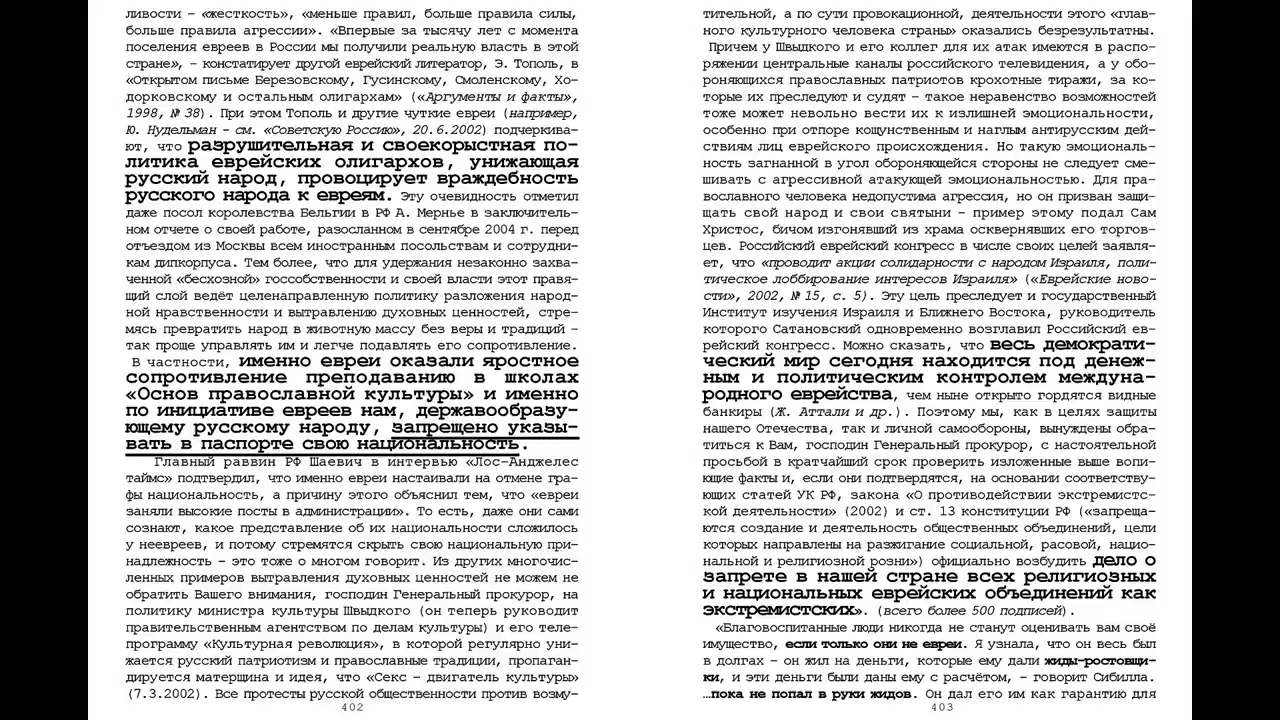 ливости – «жесткость», «меньше правил, больше правила силы,
больше правила агрессии». «Впервые за тысячу лет с момента
поселения евреев в России мы получили реальную власть в этой
стране», – констатирует другой еврейский литератор, Э. Тополь, в
«Открытом письме Березовскому, Гусинскому, Смоленскому, Хо-
дорковскому и остальным олигархам» («Аргументы и факты»,
1998, № 38). При этом Тополь и другие чуткие евреи (например,
Ю. Нудельман – см. «Советскую Россию», 20.6.2002) подчеркива-
ют, что разрушительная и своекорыстная по-
литика еврейских олигархов, унижающая
русский народ, провоцирует враждебность
русского народа к евреям. Эту очевидность отметил
даже посол королевства Бельгии в РФ А. Мернье в заключитель-
ном отчете о своей работе, разосланном в сентябре 2004 г. перед
отъездом из Москвы всем иностранным посольствам и сотрудни-
кам дипкорпуса. Тем более, что для удержания незаконно захва-
ченной «бесхозной» госсобственности и своей власти этот правя-
щий слой ведёт целенаправленную политику разложения народ-
ной нравственности и вытравлению духовных ценностей, стре-
мясь превратить народ в животную массу без веры и традиций –
так проще управлять им и легче подавлять его сопротивление.
В частности, именно евреи оказали яростное
сопротивление преподаванию в школах
«Основ православной культуры» и именно
по инициативе евреев нам, державообразу-
ющему русскому народу, запрещено указы-
вать в паспорте свою национальность.
Главный раввин РФ Шаевич в интервью «Лос–Анджелес
таймс» подтвердил, что именно евреи настаивали на отмене гра-
фы национальность, а причину этого объяснил тем, что «евреи
заняли высокие посты в администрации». То есть, даже они сами
сознают, какое представление об их национальности сложилось
у неевреев, и потому стремятся скрыть свою национальную при-
надлежность – это тоже о многом говорит. Из других многочис-
ленных примеров вытравления духовных ценностей не можем не
обратить Вашего внимания, господин Генеральный прокурор, на
политику министра культуры Швыдкого (он теперь руководит
правительственным агентством по делам культуры) и его теле-
программу «Культурная революция», в которой регулярно уни-
жается русский патриотизм и православные традиции, пропаган-
дируется матерщина и идея, что «Секс – двигатель культуры»
(7.3.2002). Все протесты русской общественности против возму-
402
тительной, а по сути провокационной, деятельности этого «глав-
ного культурного человека страны» оказались безрезультатны.
Причем у Швыдкого и его коллег для их атак имеются в распо-
ряжении центральные каналы российского телевидения, а у обо-
роняющихся православных патриотов крохотные тиражи, за ко-
торые их преследуют и судят – такое неравенство возможностей
тоже может невольно вести их к излишней эмоциональности,
особенно при отпоре кощунственным и наглым антирусским дей-
ствиям лиц еврейского происхождения. Но такую эмоциональ-
ность загнанной в угол обороняющейся стороны не следует сме-
шивать с агрессивной атакующей эмоциональностью. Для пра-
вославного человека недопустима агрессия, но он призван защи-
щать свой народ и свои святыни – пример этому подал Сам
Христос, бичом изгонявший из храма осквернявших его торгов-
цев. Российский еврейский конгресс в числе своих целей заявля-
ет, что «проводит акции солидарности с народом Израиля, поли-
тическое лоббирование интересов Израиля» («Еврейские ново-
сти», 2002, № 15, с. 5). Эту цель преследует и государственный
Институт изучения Израиля и Ближнего Востока, руководитель
которого Сатановский одновременно возглавил Российский ев-
рейский конгресс. Можно сказать, что весь демократи-
ческий мир сегодня находится под денеж-
ным и политическим контролем междуна-
родного еврейства, чем ныне открыто гордятся видные
банкиры (Ж. Аттали и др.). Поэтому мы, как в целях защиты
нашего Отечества, так и личной самообороны, вынуждены обра-
титься к Вам, господин Генеральный прокурор, с настоятельной
просьбой в кратчайший срок проверить изложенные выше вопи-
ющие факты и, если они подтвердятся, на основании соответству-
ющих статей УК РФ, закона «О противодействии экстремистс-
кой деятельности» (2002) и ст. 13 конституции РФ («запреща-
ются создание и деятельность общественных объединений, цели
которых направлены на разжигание социальной, расовой, нацио-
нальной и религиозной розни») официально возбудить дело о
запрете в нашей стране всех религиозных
и национальных еврейских объединений как
экстремистских». (всего более 500 подписей).
«Благовоспитанные люди никогда не станут оценивать вам своё
имущество, если только они не евреи. Я узнала, что он весь был
в долгах – он жил на деньги, которые ему дали жиды-ростовщи-
ки, и эти деньги были даны ему с расчётом, – говорит Сибилла.
…пока не попал в руки жидов. Он дал его им как гарантию для
403